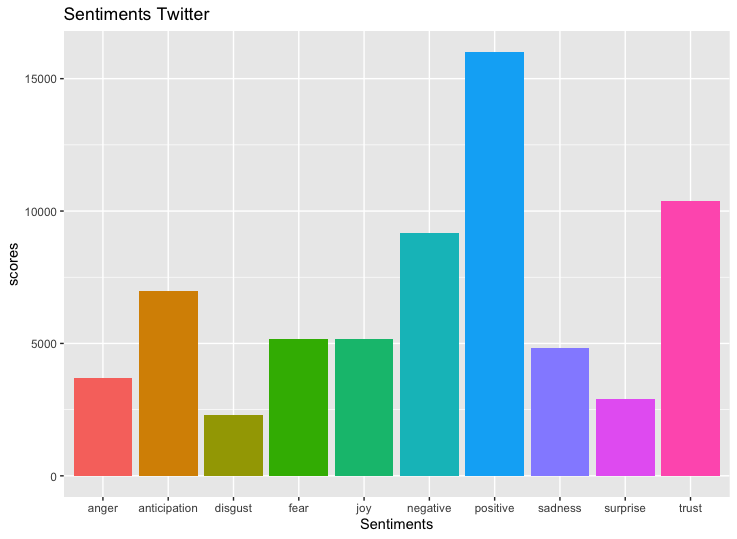 Sentiments Twitter
scores
15000
10000
5000
0
anger anticipation disgust fear joy negative positive sadness surprise trust
Sentiments